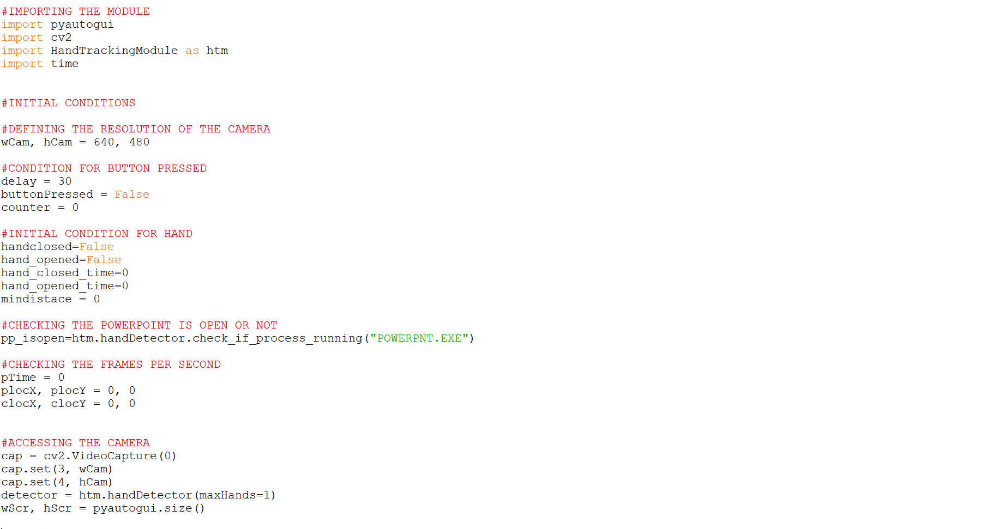 #IMPORTING THE MODULE
import pyautogui
import cv2
import HandTrackingModule as htm
import time
#INITIAL CONDITIONS
#DEFINING THE RESOLUTION OF THE CAMERA
wCam, hCam = 640, 480
#CONDITION FOR BUTTON PRESSED
delay = 30
buttonPressed = False
counter = 0
#INITIAL CONDITION FOR HAND
handclosed=False
hand_opened=False
hand_closed_time=0
hand_opened_time=0
mindistace = 0
#CHECKING THE POWERPOINT IS OPEN OR NOT
pp_isopen=htm.handDetector.check_if_process_running("POWERPNT.EXE")
#CHECKING THE FRAMES PER SECOND
pTime = 0
plocX, plocY = 0, 0
clocX, clocY = 0, 0
#ACCESSING THE CAMERA
cap = cv2.VideoCapture(0)
cap.set(3, wCam)
cap.set(4, hCam)
detector = htm.handDetector(maxHands=1)
wScr, hScr = pyautogui.size()